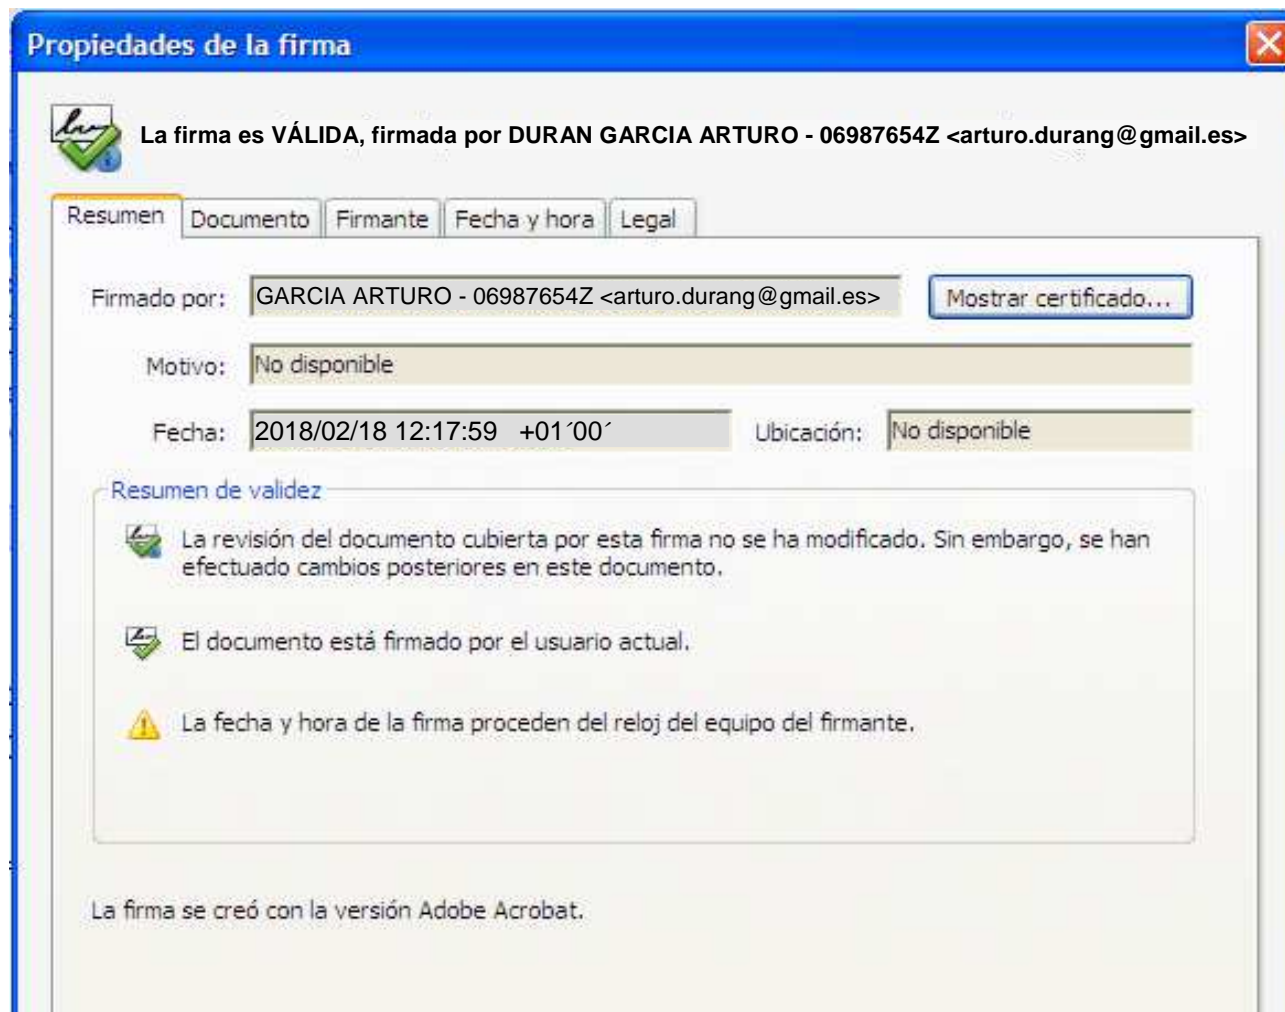 Propiedades de la firma
La firma es VÁLIDA, firmada por DURAN GARCIA ARTURO - 06987654Z <arturo.durang@gmail.es>
Resumen Documento Firmante Fecha y hora Legal
Firmado por: GARCIA ARTURO - 06987654Z <arturo.durang@gmail.es> Mostrar certificado...
Motivo: No disponible
Fecha: 2018/02/18 12:17:59 +01´00´ Ubicación: No disponible
Resumen de validez
La revisión del documento cubierta por esta firma no se ha modificado. Sin embargo, se han
efectuado cambios posteriores en este documento.
El documento está firmado por el usuario actual.
La fecha y hora de la firma proceden del reloj del equipo del firmante.
La firma se creó con la versión Adobe Acrobat.